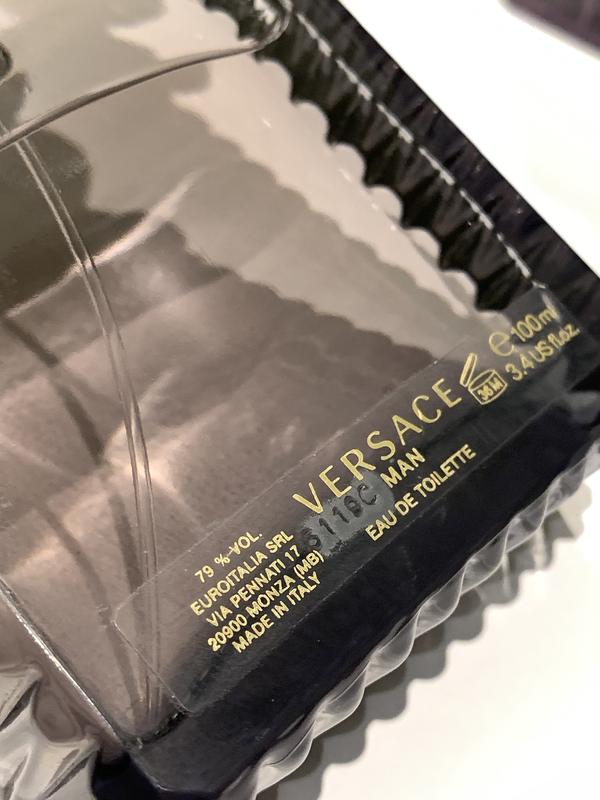 ℮ 100 ml
3.4 US fl.oz.
36 M
VERSACE
MAN
EAU DE TOILETTE
79 % VOL.
EUROITALIA SRL
VIA PENNATI 17
20900 MONZA (MB)
MADE IN ITALY